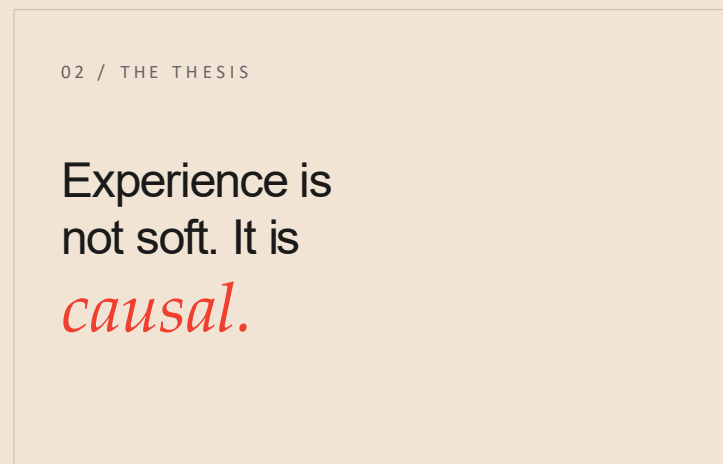 02 / THE THESIS
Experience is
not soft. It is
causal.